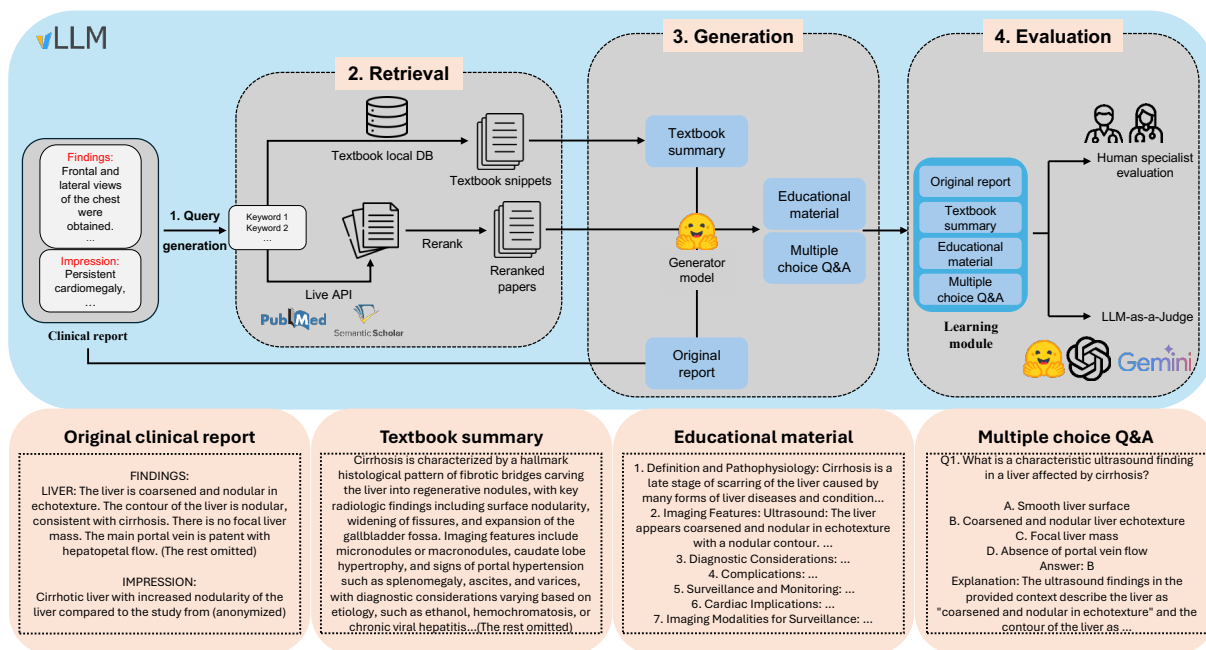 vLLM
2. Retrieval
3. Generation
4. Evaluation
Findings:
Frontal and
lateral views
of the chest
were
obtained.
...
Impression:
Persistent
cardiomegaly,
...
Clinical report
1. Query
generation
Keyword 1
Keyword 2
...
Textbook local DB
Textbook snippets
Rerank
Reranked
papers
Live API
PubMed
Semantic Scholar
Textbook
summary
Generator
model
Original
report
Educational
material
Multiple
choice Q&A
Original report
Textbook
summary
Educational
material
Multiple
choice Q&A
Learning
module
Human specialist
evaluation
LLM-as-a-Judge
Gemini
Original clinical report
FINDINGS:
LIVER: The liver is coarsened and nodular in
echotexture. The contour of the liver is nodular,
consistent with cirrhosis. There is no focal liver
mass. The main portal vein is patent with
hepatopetal flow. (The rest omitted)
IMPRESSION:
Cirrhotic liver with increased nodularity of the
liver compared to the study from (anonymized)
Textbook summary
Cirrhosis is characterized by a hallmark
histological pattern of fibrotic bridges carving
the liver into regenerative nodules, with key
radiologic findings including surface nodularity,
widening of fissures, and expansion of the
gallbladder fossa. Imaging features include
micronodules or macronodules, caudate lobe
hypertrophy, and signs of portal hypertension
such as splenomegaly, ascites, and varices,
with diagnostic considerations varying based on
etiology, such as ethanol, hemochromatosis, or
chronic viral hepatitis...(The rest omitted)
Educational material
1. Definition and Pathophysiology: Cirrhosis is a
late stage of scarring of the liver caused by
many forms of liver diseases and condition...
2. Imaging Features: Ultrasound: The liver
appears coarsened and nodular in echotexture
with a nodular contour. ...
3. Diagnostic Considerations: ...
4. Complications: ...
5. Surveillance and Monitoring: ...
6. Cardiac Implications: ...
7. Imaging Modalities for Surveillance: ...
Multiple choice Q&A
Q1. What is a characteristic ultrasound finding
in a liver affected by cirrhosis?
A. Smooth liver surface
B. Coarsened and nodular liver echotexture
C. Focal liver mass
D. Absence of portal vein flow
Answer: B
Explanation: The ultrasound findings in the
provided context describe the liver as
"coarsened and nodular in echotexture" and the
contour of the liver as ...